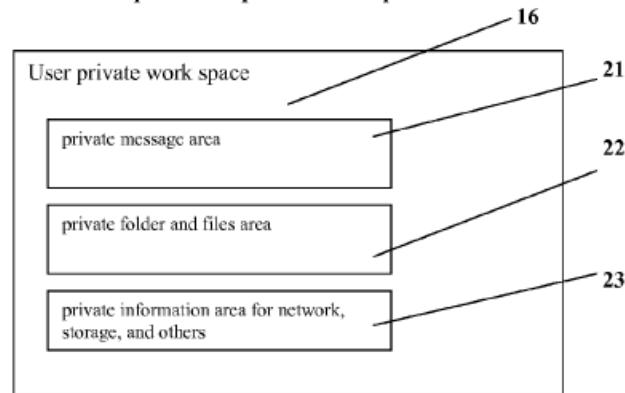 16
User private work space
21
private message area
22
private folder and files area
23
private information area for network,
storage, and others